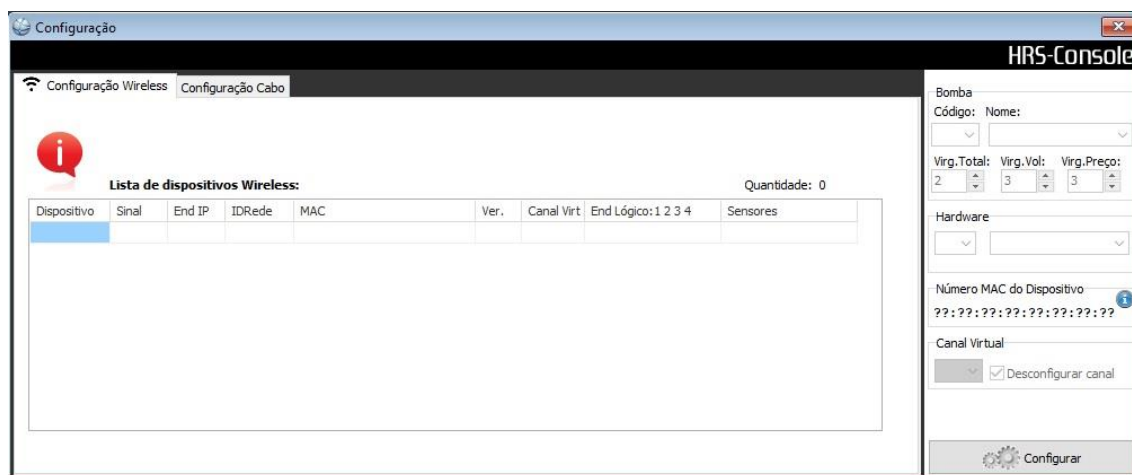 Configuração
HRS-Console
Configuração Wireless Configuração Cabo
Lista de dispositivos Wireless: Quantidade: 0
Dispositivo Sinal End IP IDRede MAC Ver. Canal Virt End Lógico:1 2 3 4 Sensores
Bomba
Código: Nome:
Virg.Total: Virg.Vol: Virg.Preço:
2 3 3
Hardware
Número MAC do Dispositivo
??:??:??:??:??:??:??:??
Canal Virtual
Desconfigurar canal
Configurar